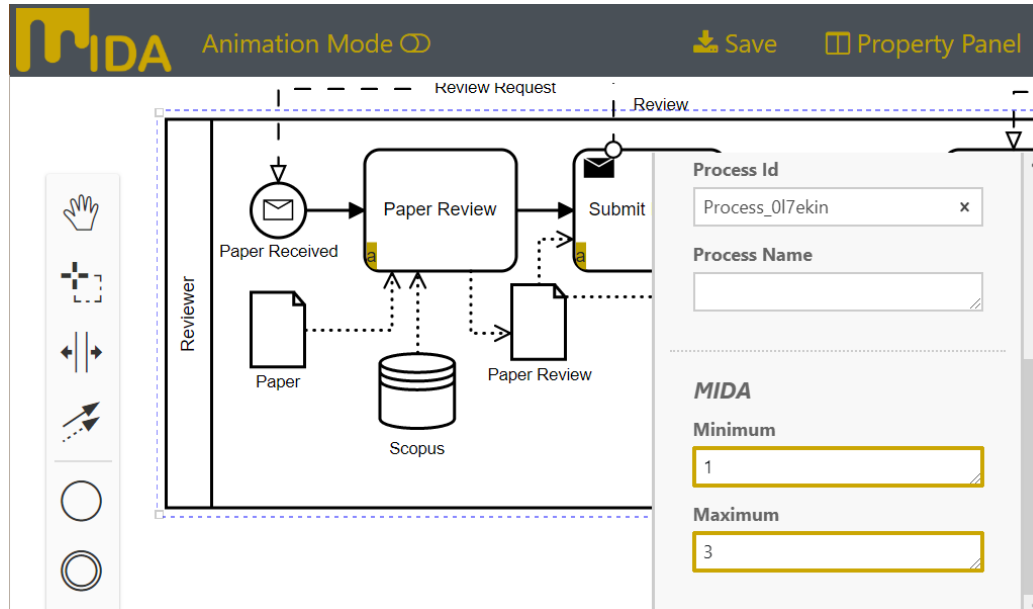 MIDA
Animation Mode
Save
Property Panel
Review Request
Review
Process Id
Process_0l7ekin
x
Process Name
Paper Review
Submit
Paper Received
Reviewer
Paper
Paper Review
Scopus
MIDA
Minimum
1
Maximum
3